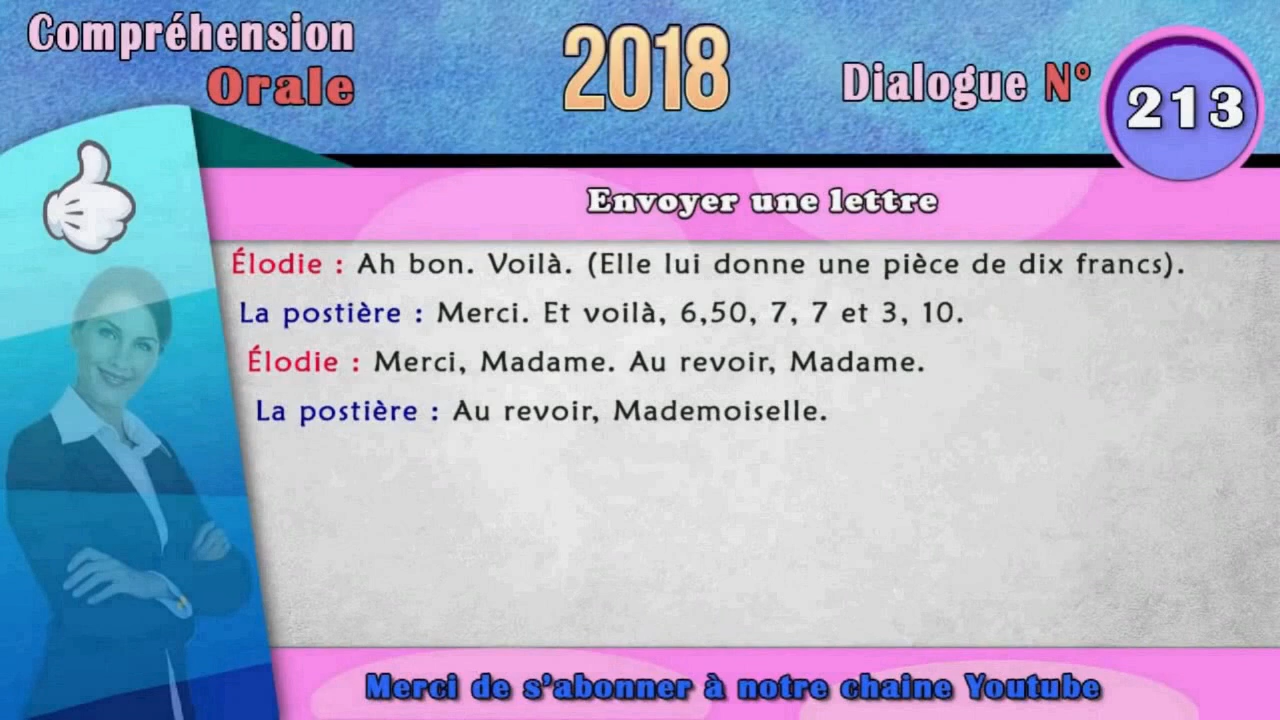 Compréhension
Orale
2018
Dialogue N°
213
Envoyer une lettre
Élodie : Ah bon. Voilà. (Elle lui donne une pièce de dix francs).
La postière : Merci. Et voilà, 6,50, 7, 7 et 3, 10.
Élodie : Merci, Madame. Au revoir, Madame.
La postière : Au revoir, Mademoiselle.
Merci de s'abonner à notre chaine Youtube